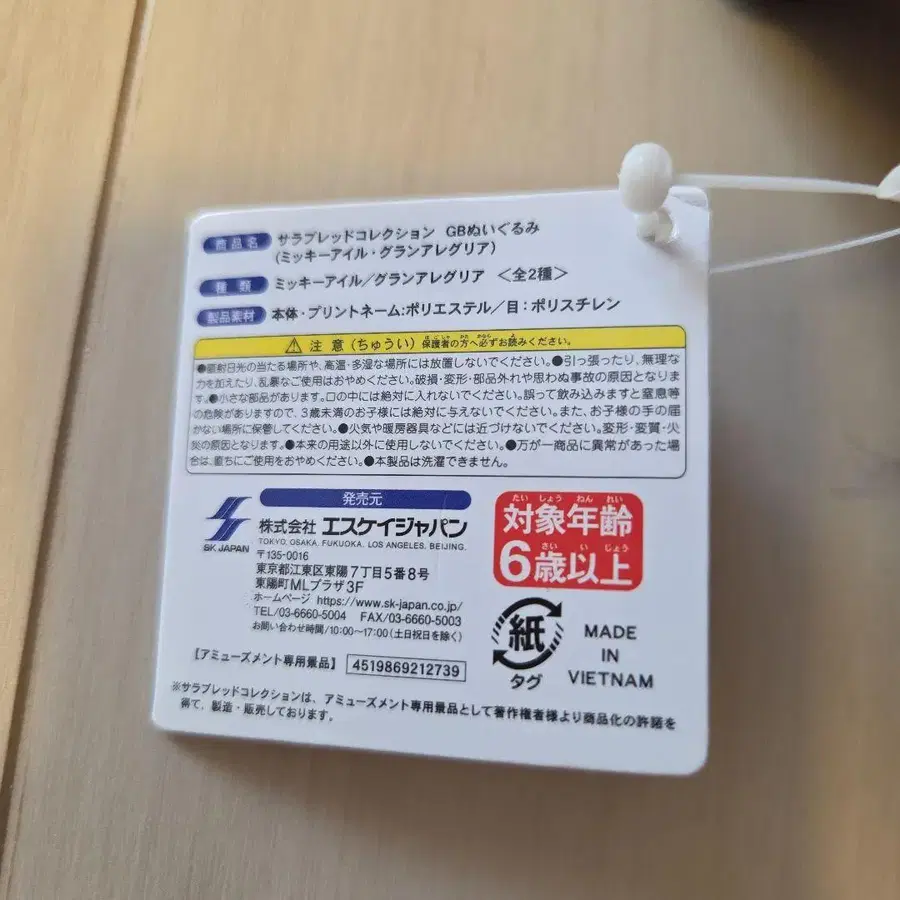 商品名 サラブレッドコレクション GBぬいぐるみ
(ミッキーアイル・グランアレグリア)
種類 ミッキーアイル/グランアレグリア <全2種>
製品素材 本体・プリントネーム:ポリエステル/目:ポリスチレン
注意(ちゅうい) 保護者の方へ必ずお読みください。
●直射日光の当たる場所や、高温・多湿な場所には放置しないでください。●引っ張ったり、無理な
力を加えたり、乱暴なご使用はおやめください。破損・変形・部品外れや思わぬ事故の原因となりま
す。●小さな部品があります。口の中には絶対に入れないでください。誤って飲み込みますと窒息等
の危険がありますので、3歳未満のお子様には絶対に与えないでください。また、お子様の手の届
かない場所に保管してください。●火気や暖房器具などには近づけないでください。変形・変質・火
災の原因となります。●本来の用途以外に使用しないでください。●万が一商品に異常があった場
合は、直ちにご使用をおやめください。●本製品は洗濯できません。
SK JAPAN
発売元
株式会社 エスケイジャパン
TOKYO. OSAKA. FUKUOKA. LOS ANGELES. BEIJING.
〒135-0016
東京都江東区東陽7丁目5番8号
東陽町MLプラザ3F
ホームページ https://www.sk-japan.co.jp/
TEL/03-6660-5004 FAX/03-6660-5003
お問い合わせ時間/10:00~17:00(土日祝日を除く)
たいしょうねんれい
対象年齢
さいいじょう
6歳以上
紙
タグ
MADE
IN
VIETNAM
【アミューズメント専用景品】 4519869212739
※サラブレッドコレクションは、アミューズメント専用景品として著作権者様より商品化の許諾を
得て、製造・販売しております。